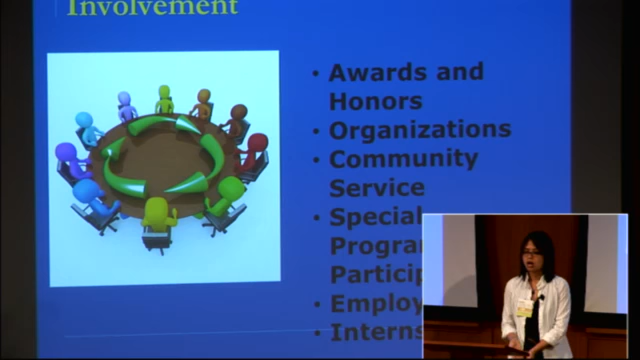 Involvement
• Awards and
Honors
• Organizations
• Community
Service
• Special